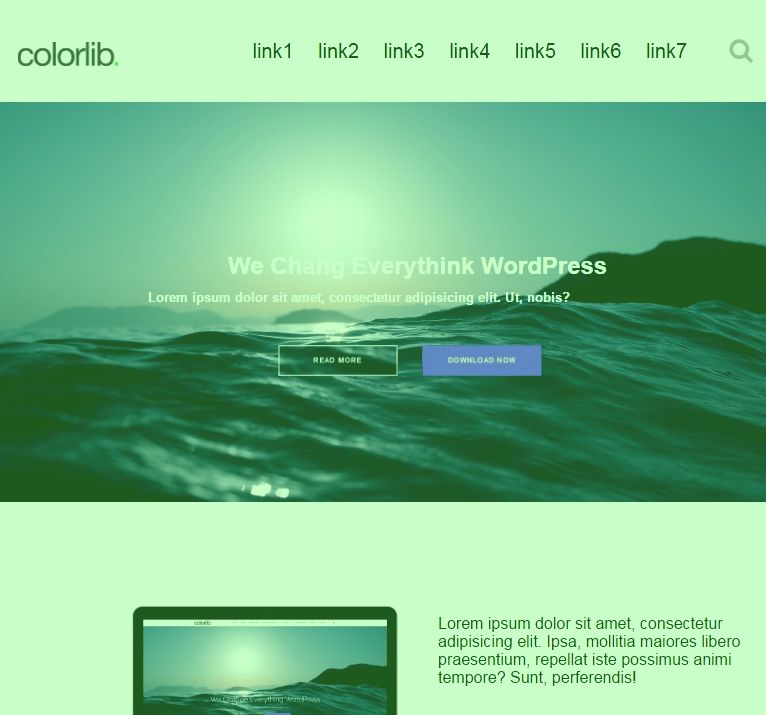 colorlib.
link1 link2 link3 link4 link5 link6 link7
We Chang Everythink WordPress
Lorem ipsum dolor sit amet, consectetur adipisicing elit. Ut, nobis?
READ MORE DOWNLOAD NOW
colorlib
We Change Everything WordPress
Lorem ipsum dolor sit amet, consectetur
adipisicing elit. Ipsa, mollitia maiores libero
praesentium, repellat iste possimus animi
tempore? Sunt, perferendis!